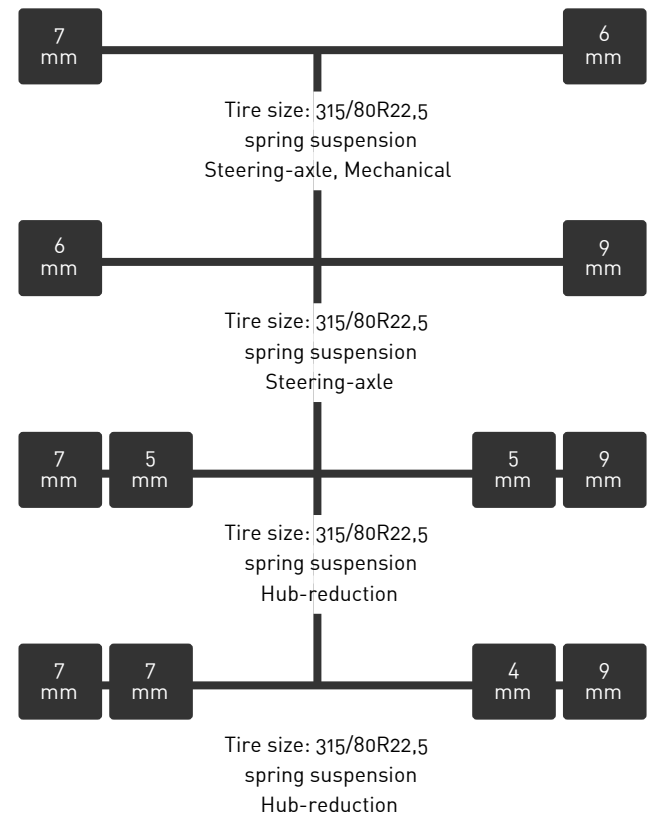 7 6
mm mm
Tire size: 315/80R22,5
spring suspension
Steering-axle, Mechanical
6 9
mm mm
Tire size: 315/80R22,5
spring suspension
Steering-axle
7 5 5 9
mm mm mm mm
Tire size: 315/80R22,5
spring suspension
Hub-reduction
7 7 4 9
mm mm mm mm
Tire size: 315/80R22,5
spring suspension
Hub-reduction